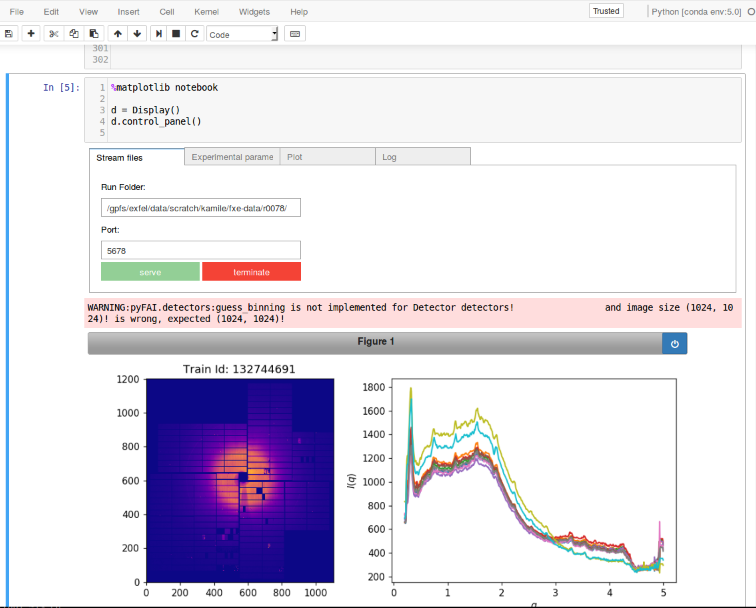 File Edit View Insert Cell Kernel Widgets Help Trusted Python [conda env:5.0]
Code
301
302
In [5]: 1 %matplotlib notebook
2
3 d = Display()
4 d.control_panel()
5
Stream files Experimental parame Plot Log
Run Folder:
/gpfs/exfel/data/scratch/kamile/fxe-data/r0078/
Port:
5678
serve terminate
WARNING:pyFAI.detectors:guess_binning is not implemented for Detector detectors! and image size (1024, 10
24)! is wrong, expected (1024, 1024)!
Figure 1
Train Id: 132744691
1200
1000
800
600
400
200
0
0 200 400 600 800 1000
1800
1600
1400
1200
1000
800
600
400
200
I(q)
0 1 2 3 4 5